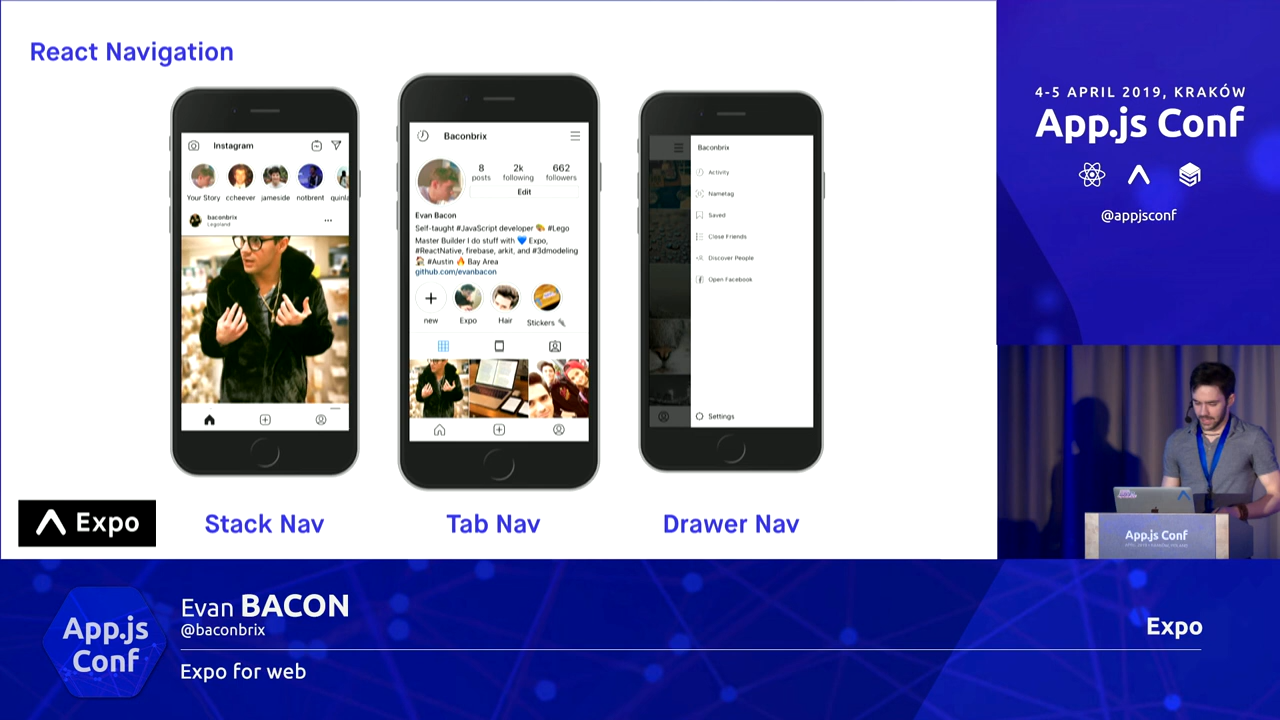 React Navigation
Instagram
Your Story ccheever jameside notbrent quinla
baconbrix
Legoland
Baconbrix
8 2k 662
posts following followers
Edit
Evan Bacon
Self-taught #JavaScript developer 🎨 #Lego
Master Builder I do stuff with 💙 Expo,
#ReactNative, firebase, arkit, and #3dmodeling
🏠 #Austin 🔥 Bay Area
github.com/evanbacon
new Expo Hair Stickers
Baconbrix
Activity
Nametag
Saved
Close Friends
Discover People
Open Facebook
Settings
Expo
Stack Nav
Tab Nav
Drawer Nav
4-5 APRIL 2019, KRAKÓW
App.js Conf
@appjsconf
App.js Conf
App.js
Conf
Evan BACON
@baconbrix
Expo for web
Expo